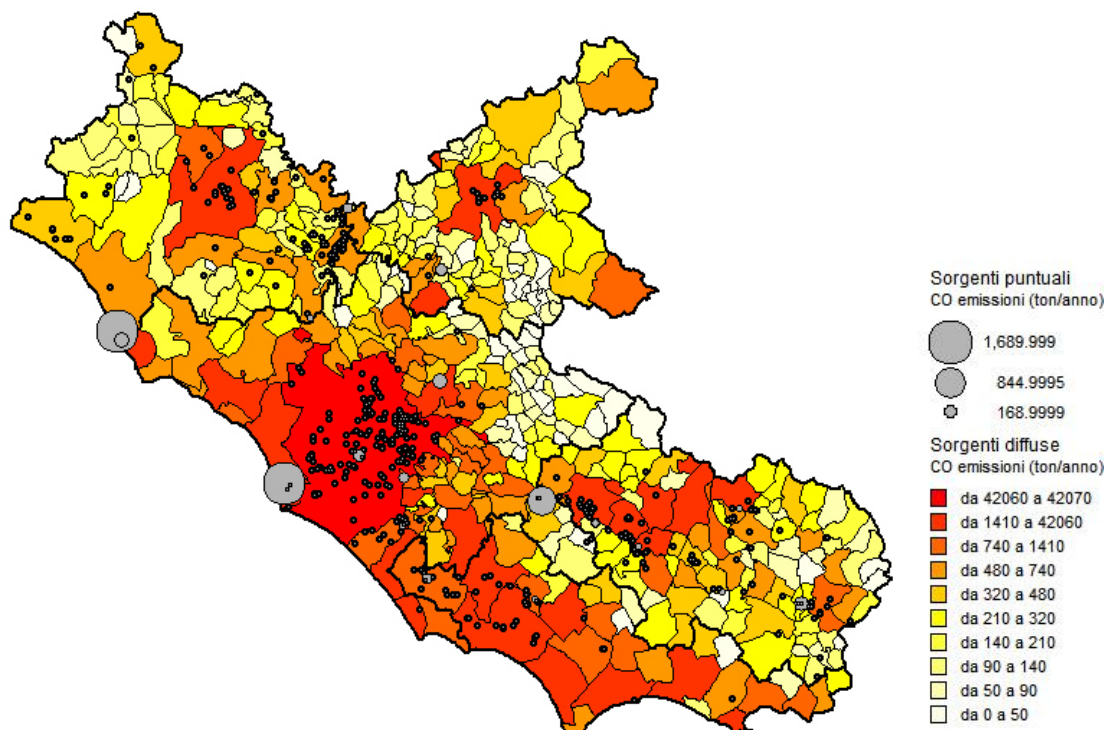 Sorgenti puntuali
CO emissioni (ton/anno)
1,689.999
844.9995
168.9999
Sorgenti diffuse
CO emissioni (ton/anno)
da 42060 a 42070
da 1410 a 42060
da 740 a 1410
da 480 a 740
da 320 a 480
da 210 a 320
da 140 a 210
da 90 a 140
da 50 a 90
da 0 a 50